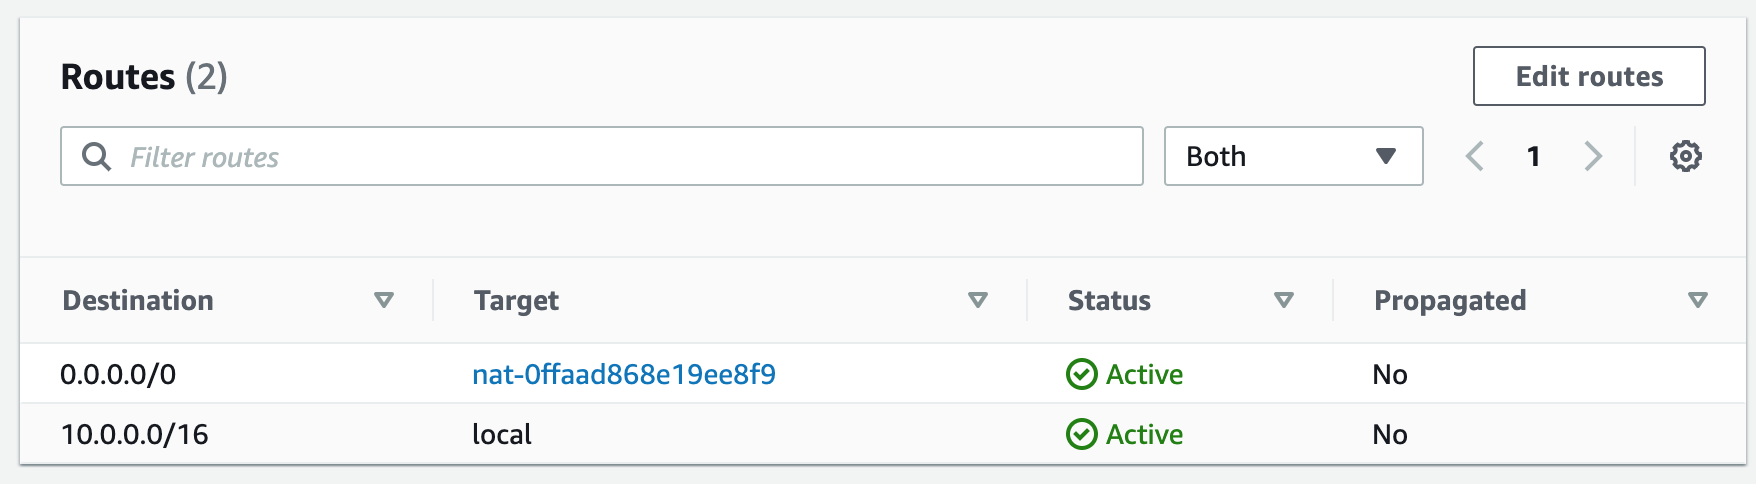 Routes (2)
Edit routes
Filter routes
Both
1
Destination Target Status Propagated
0.0.0.0/0 nat-0ffaad868e19ee8f9 Active No
10.0.0.0/16 local Active No